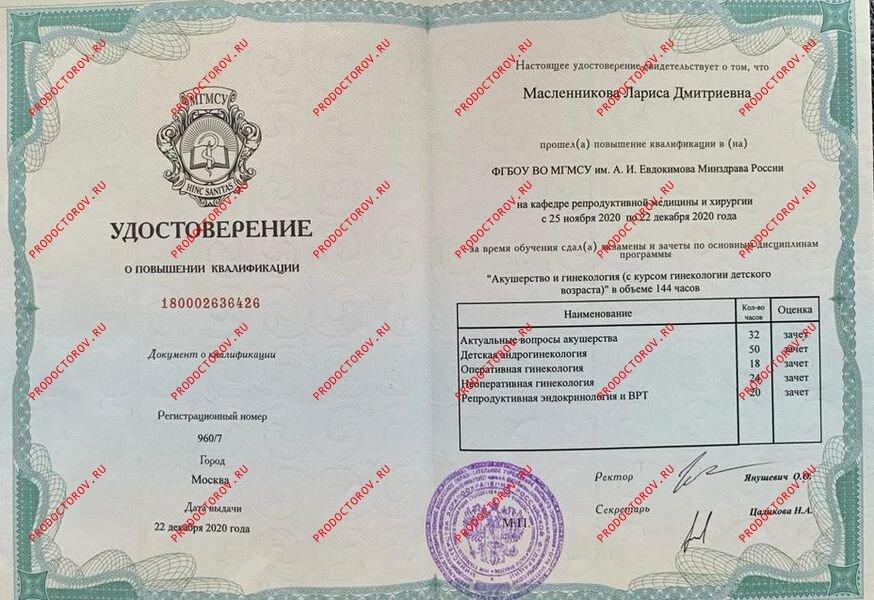 МГМСУ
HINC SANITAS
УДОСТОВЕРЕНИЕ
О ПОВЫШЕНИИ КВАЛИФИКАЦИИ
180002636426
Документ о квалификации
Регистрационный номер
960/7
Город
Москва
Дата выдачи
22 декабря 2020 года
Настоящее удостоверение свидетельствует о том, что
Масленникова Лариса Дмитриевна
прошел(а) повышение квалификации в (на)
ФГБОУ ВО МГМСУ им. А. И. Евдокимова Минздрава России
на кафедре репродуктивной медицины и хирургии
с 25 ноября 2020 по 22 декабря 2020 года
за время обучения сдал(а) экзамены и зачеты по основным дисциплинам
программы
"Акушерство и гинекология (с курсом гинекологии детского
возраста)" в объеме 144 часов
Наименование Кол-во часов Оценка
Актуальные вопросы акушерства 32 зачет
Детская андрогинекология 50 зачет
Оперативная гинекология 18 зачет
Неоперативная гинекология 24 зачет
Репродуктивная эндокринология и ВРТ 20 зачет
Ректор Янушевич О.О.
Секретарь Цаликова Н.А.
М.П.
PRODOCTOROV.RU